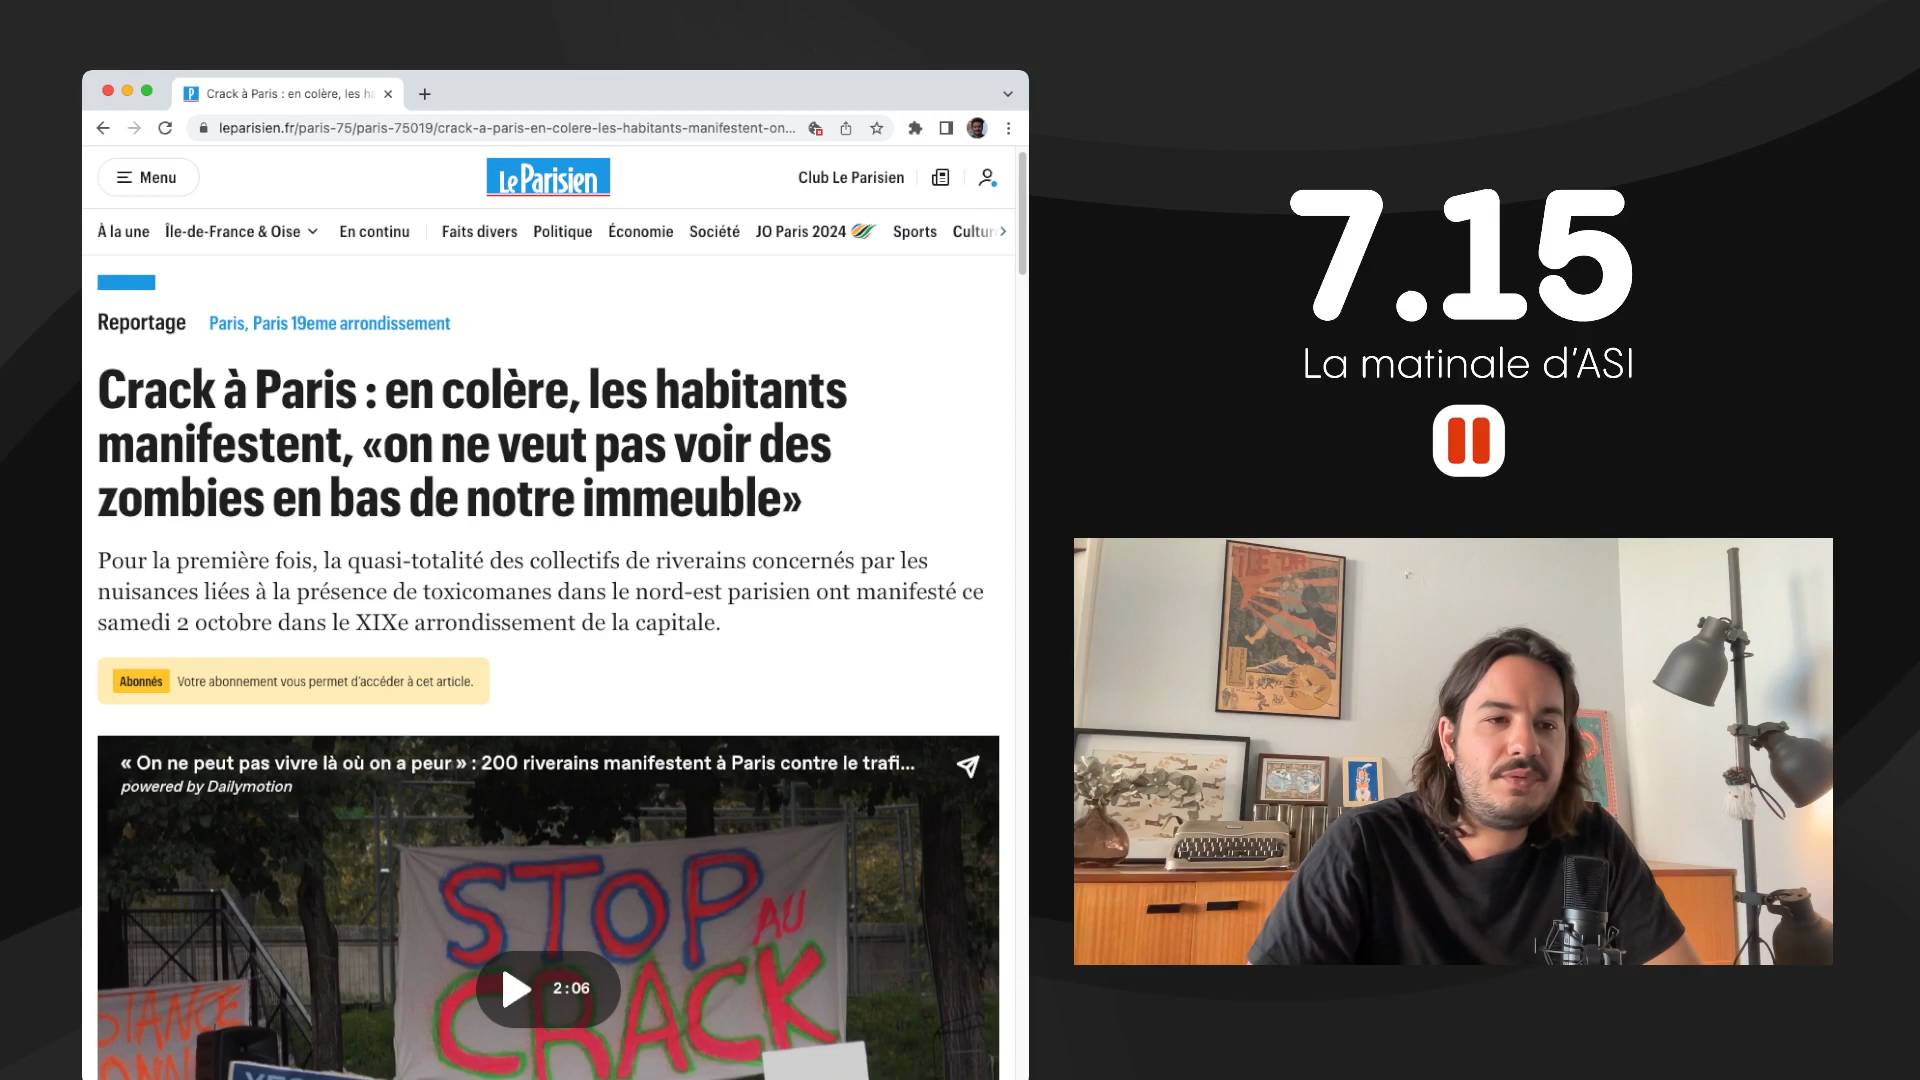 Crack à Paris : en colère, les ha
leparisien.fr/paris-75/paris-75019/crack-a-paris-en-colere-les-habitants-manifestent-on...
Menu
Le Parisien
Club Le Parisien
À la une Île-de-France & Oise En continu Faits divers Politique Économie Société JO Paris 2024 Sports Cultur
Reportage Paris, Paris 19eme arrondissement
Crack à Paris : en colère, les habitants
manifestent, «on ne veut pas voir des
zombies en bas de notre immeuble»
Pour la première fois, la quasi-totalité des collectifs de riverains concernés par les
nuisances liées à la présence de toxicomanes dans le nord-est parisien ont manifesté ce
samedi 2 octobre dans le XIXe arrondissement de la capitale.
Abonnés Votre abonnement vous permet d'accéder à cet article.
« On ne peut pas vivre là où on a peur » : 200 riverains manifestent à Paris contre le trafi...
powered by Dailymotion
STOP
AU
CRACK
2:06
7.15
La matinale d'ASI